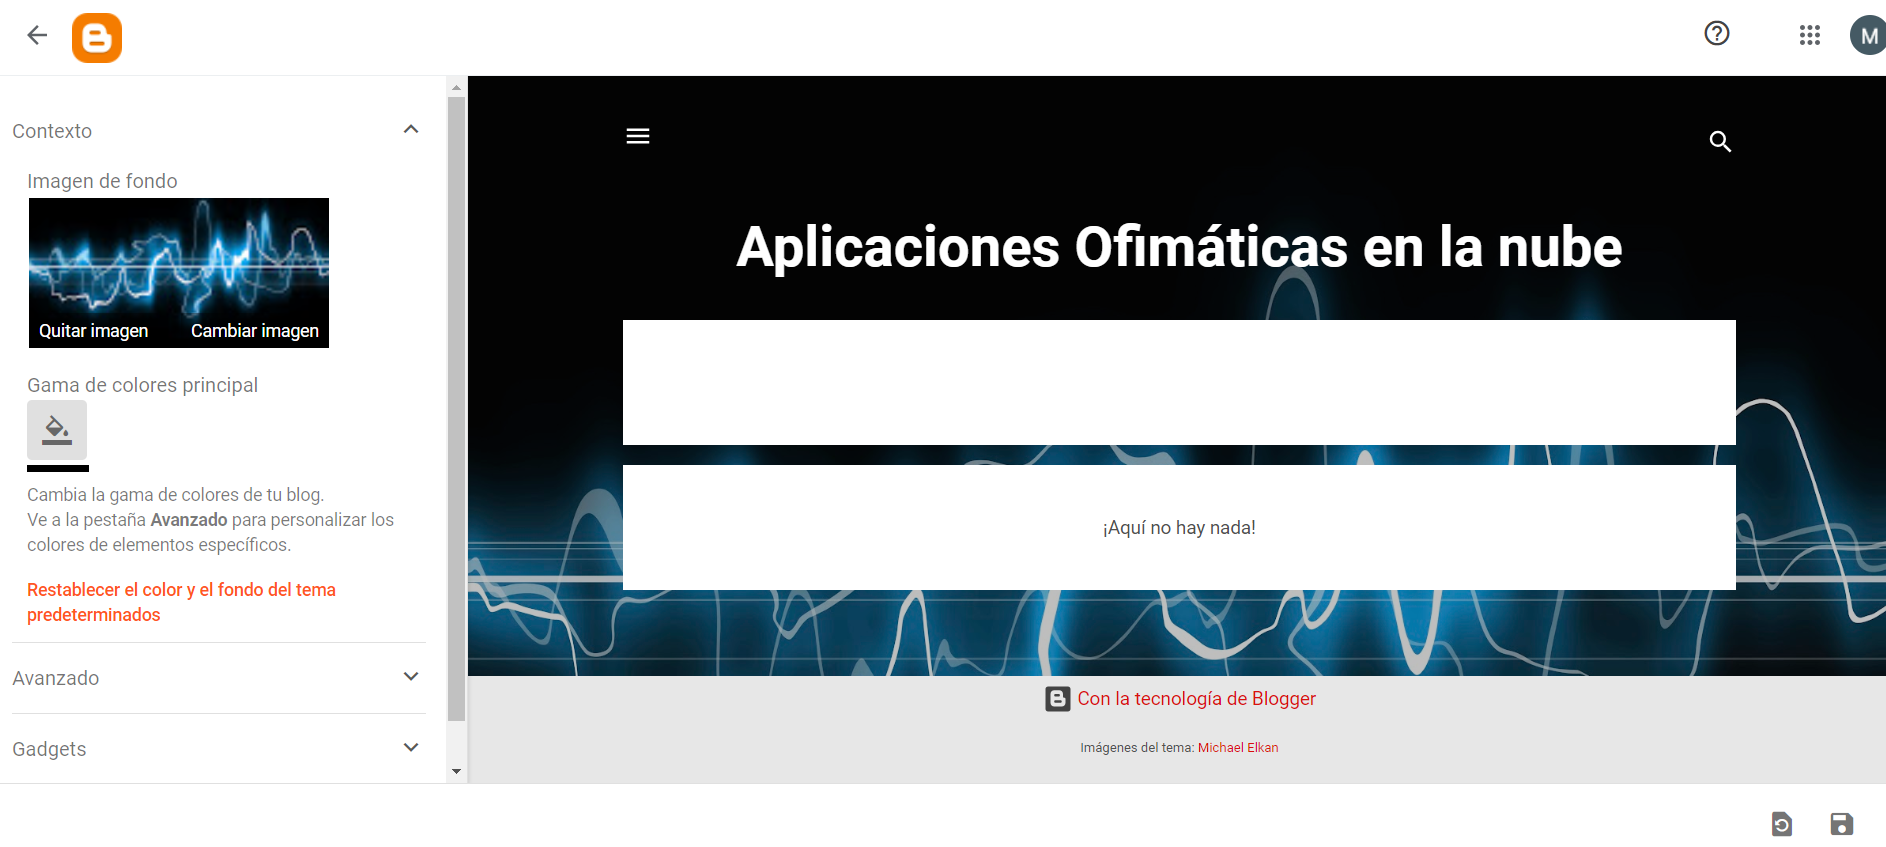 M
Contexto
Imagen de fondo
Quitar imagen
Cambiar imagen
Gama de colores principal
Cambia la gama de colores de tu blog.
Ve a la pestaña Avanzado para personalizar los
colores de elementos específicos.
Restablecer el color y el fondo del tema
predeterminados
Avanzado
Gadgets
Aplicaciones Ofimáticas en la nube
¡Aquí no hay nada!
Con la tecnología de Blogger
Imágenes del tema: Michael Elkan